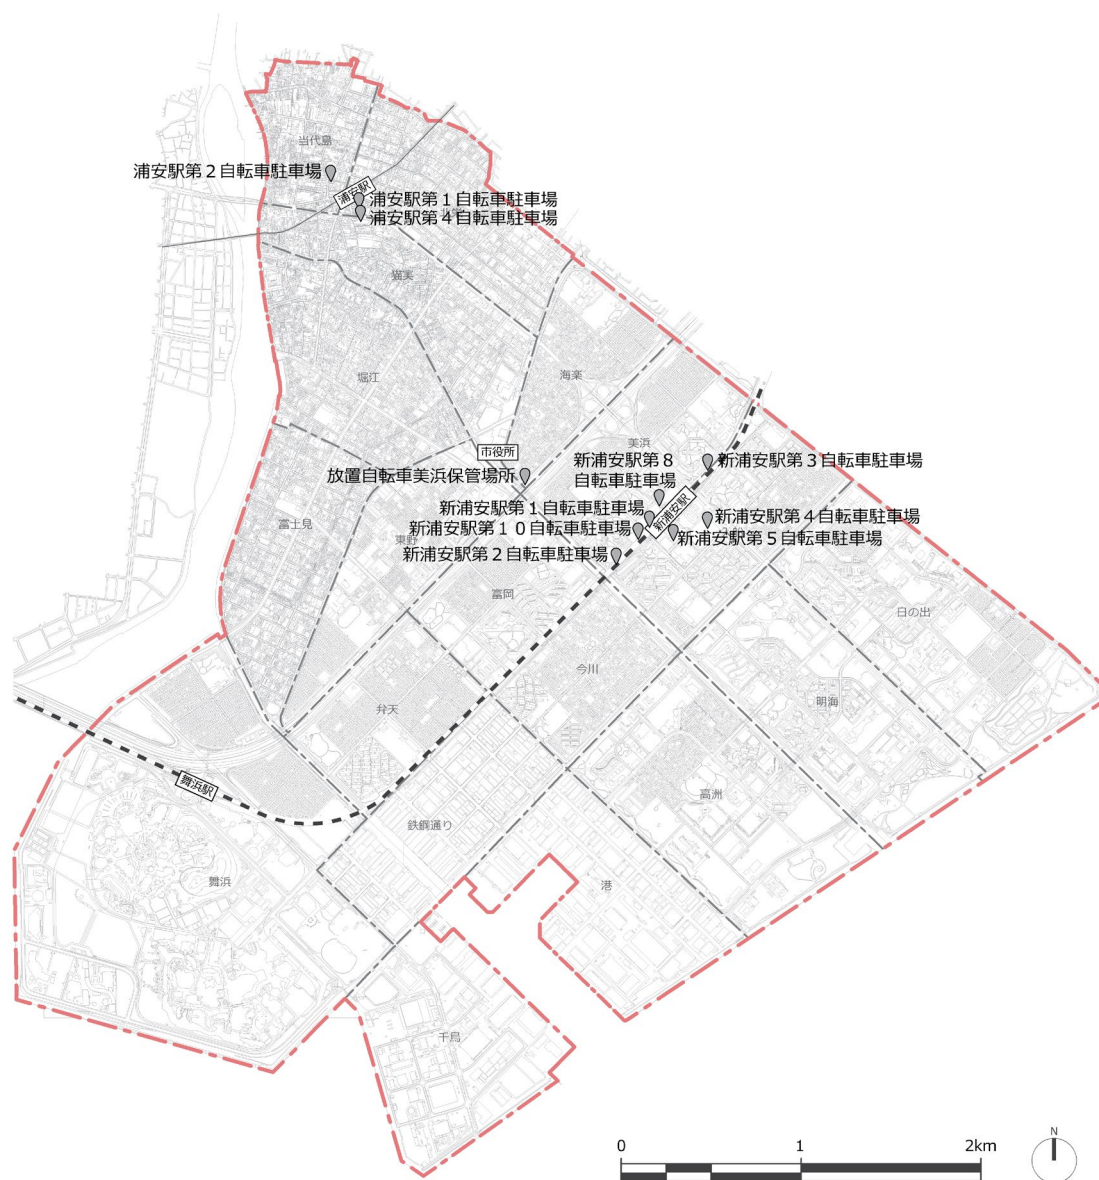 当代島
浦安駅第２自転車駐車場
浦安駅
浦安駅第１自転車駐車場
浦安駅第４自転車駐車場
猫実
海楽
堀江
美浜
市役所
放置自転車美浜保管場所
新浦安駅第８
自転車駐車場
新浦安駅第３自転車駐車場
新浦安駅第１自転車駐車場
新浦安駅
新浦安駅第４自転車駐車場
新浦安駅第１０自転車駐車場
新浦安駅第５自転車駐車場
新浦安駅第２自転車駐車場
富士見
東野
富岡
日の出
今川
明海
弁天
舞浜駅
高洲
鉄鋼通り
舞浜
港
千鳥
0 1 2km
N